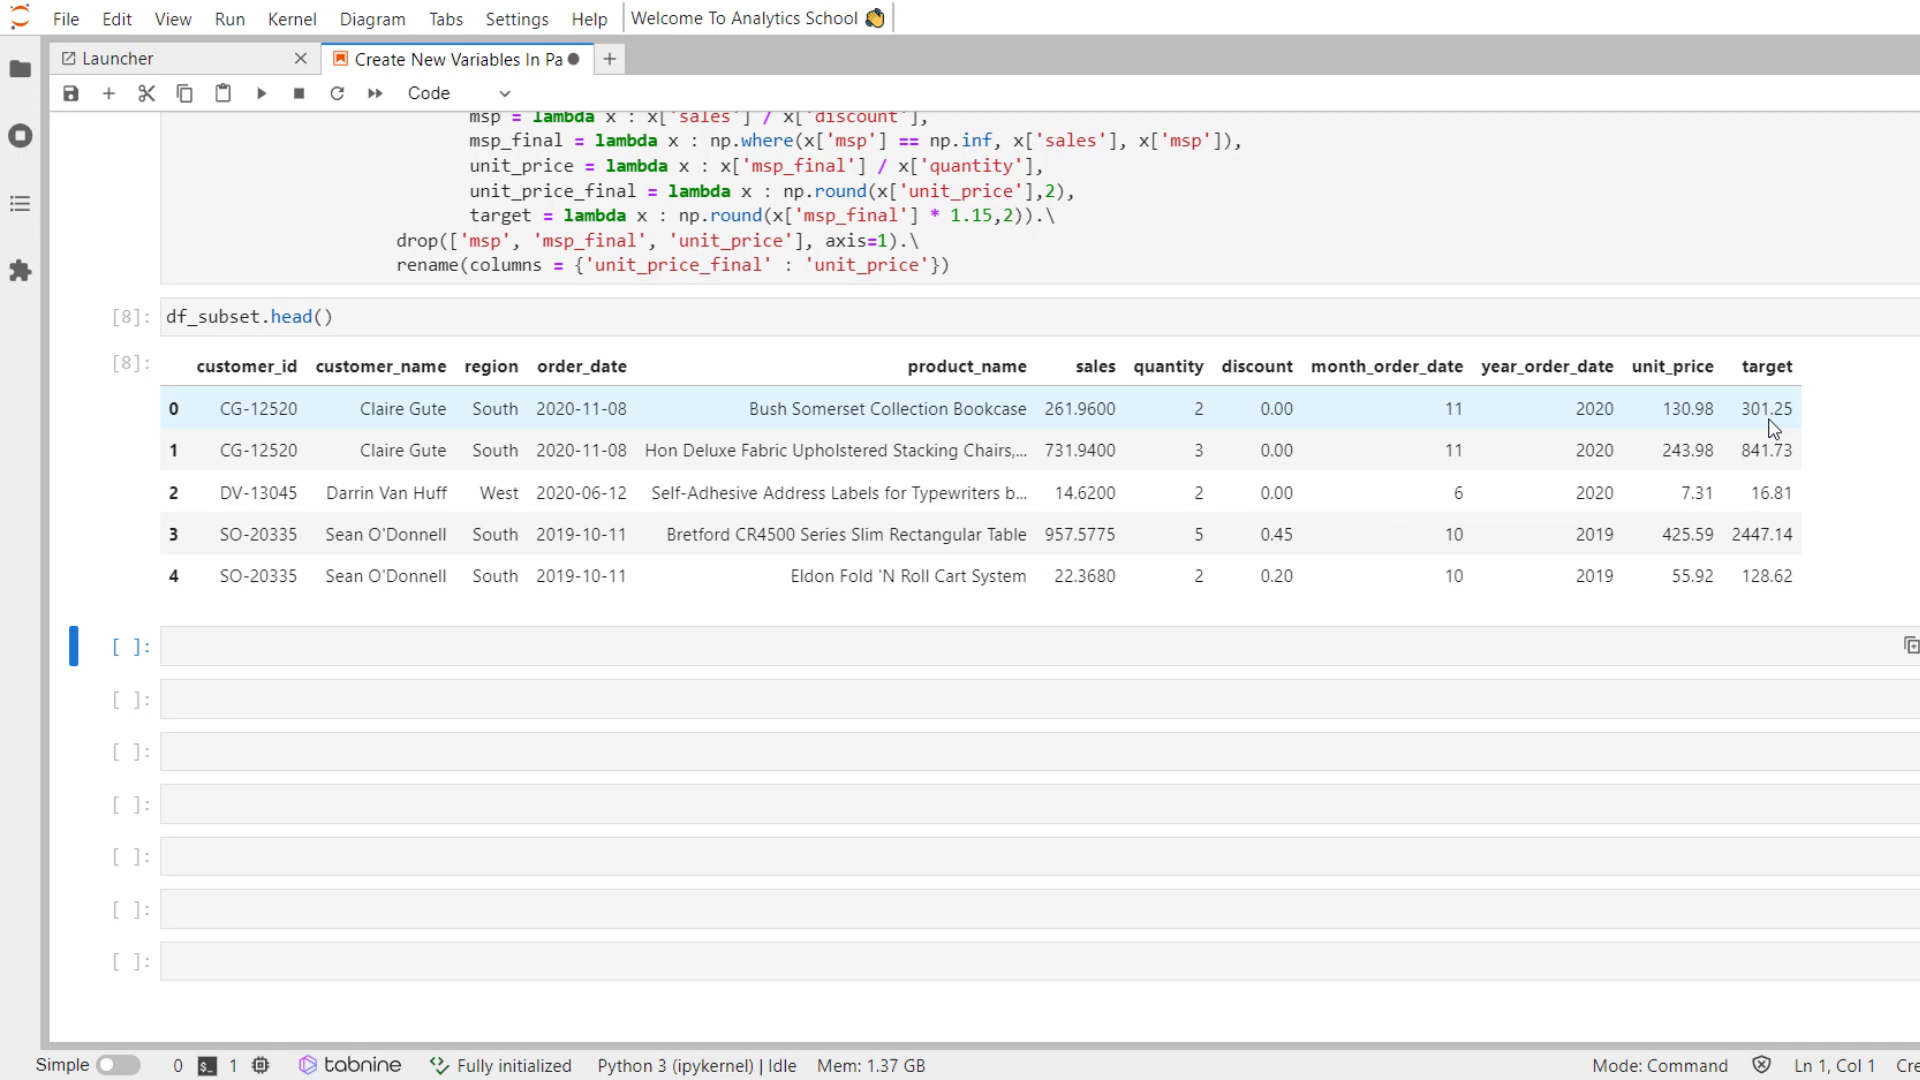 File Edit View Run Kernel Diagram Tabs Settings Help Welcome To Analytics School 👋
Launcher Create New Variables In Pa
Code
msp = lambda x : x['sales'] / x['discount'],
msp_final = lambda x : np.where(x['msp'] == np.inf, x['sales'], x['msp']),
unit_price = lambda x : x['msp_final'] / x['quantity'],
unit_price_final = lambda x : np.round(x['unit_price'],2),
target = lambda x : np.round(x['msp_final'] * 1.15,2)).\
drop(['msp', 'msp_final', 'unit_price'], axis=1).\
rename(columns = {'unit_price_final' : 'unit_price'})
[8]: df_subset.head()
[8]: customer_id customer_name region order_date product_name sales quantity discount month_order_date year_order_date unit_price target
0 CG-12520 Claire Gute South 2020-11-08 Bush Somerset Collection Bookcase 261.9600 2 0.00 11 2020 130.98 301.25
1 CG-12520 Claire Gute South 2020-11-08 Hon Deluxe Fabric Upholstered Stacking Chairs,... 731.9400 3 0.00 11 2020 243.98 841.73
2 DV-13045 Darrin Van Huff West 2020-06-12 Self-Adhesive Address Labels for Typewriters b... 14.6200 2 0.00 6 2020 7.31 16.81
3 SO-20335 Sean O'Donnell South 2019-10-11 Bretford CR4500 Series Slim Rectangular Table 957.5775 5 0.45 10 2019 425.59 2447.14
4 SO-20335 Sean O'Donnell South 2019-10-11 Eldon Fold 'N Roll Cart System 22.3680 2 0.20 10 2019 55.92 128.62
[ ]:
[ ]:
[ ]:
[ ]:
[ ]:
[ ]:
[ ]:
Simple 0 1 tabnine Fully initialized Python 3 (ipykernel) | Idle Mem: 1.37 GB Mode: Command Ln 1, Col 1 Cre